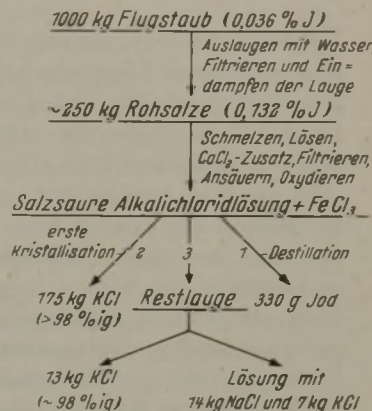 1000 kg Flugstaub (0,036 % J)
Auslaugen mit Wasser
Filtrieren und Ein=
dampfen der Lauge
~250 kg Rohsalze (0,132 % J)
Schmelzen, Lösen,
CaCl₂-Zusatz, Filtrieren,
Ansäuern, Oxydieren
Salzsaure Alkalichloridlösung + FeCl₃
erste
Kristallisation 2 3 1 Destillation
175 kg KCl Restlauge 330 g Jod
(>98 %ig)
13 kg KCl Lösung mit
(~98 %ig) 14 kg NaCl und 7 kg KCl